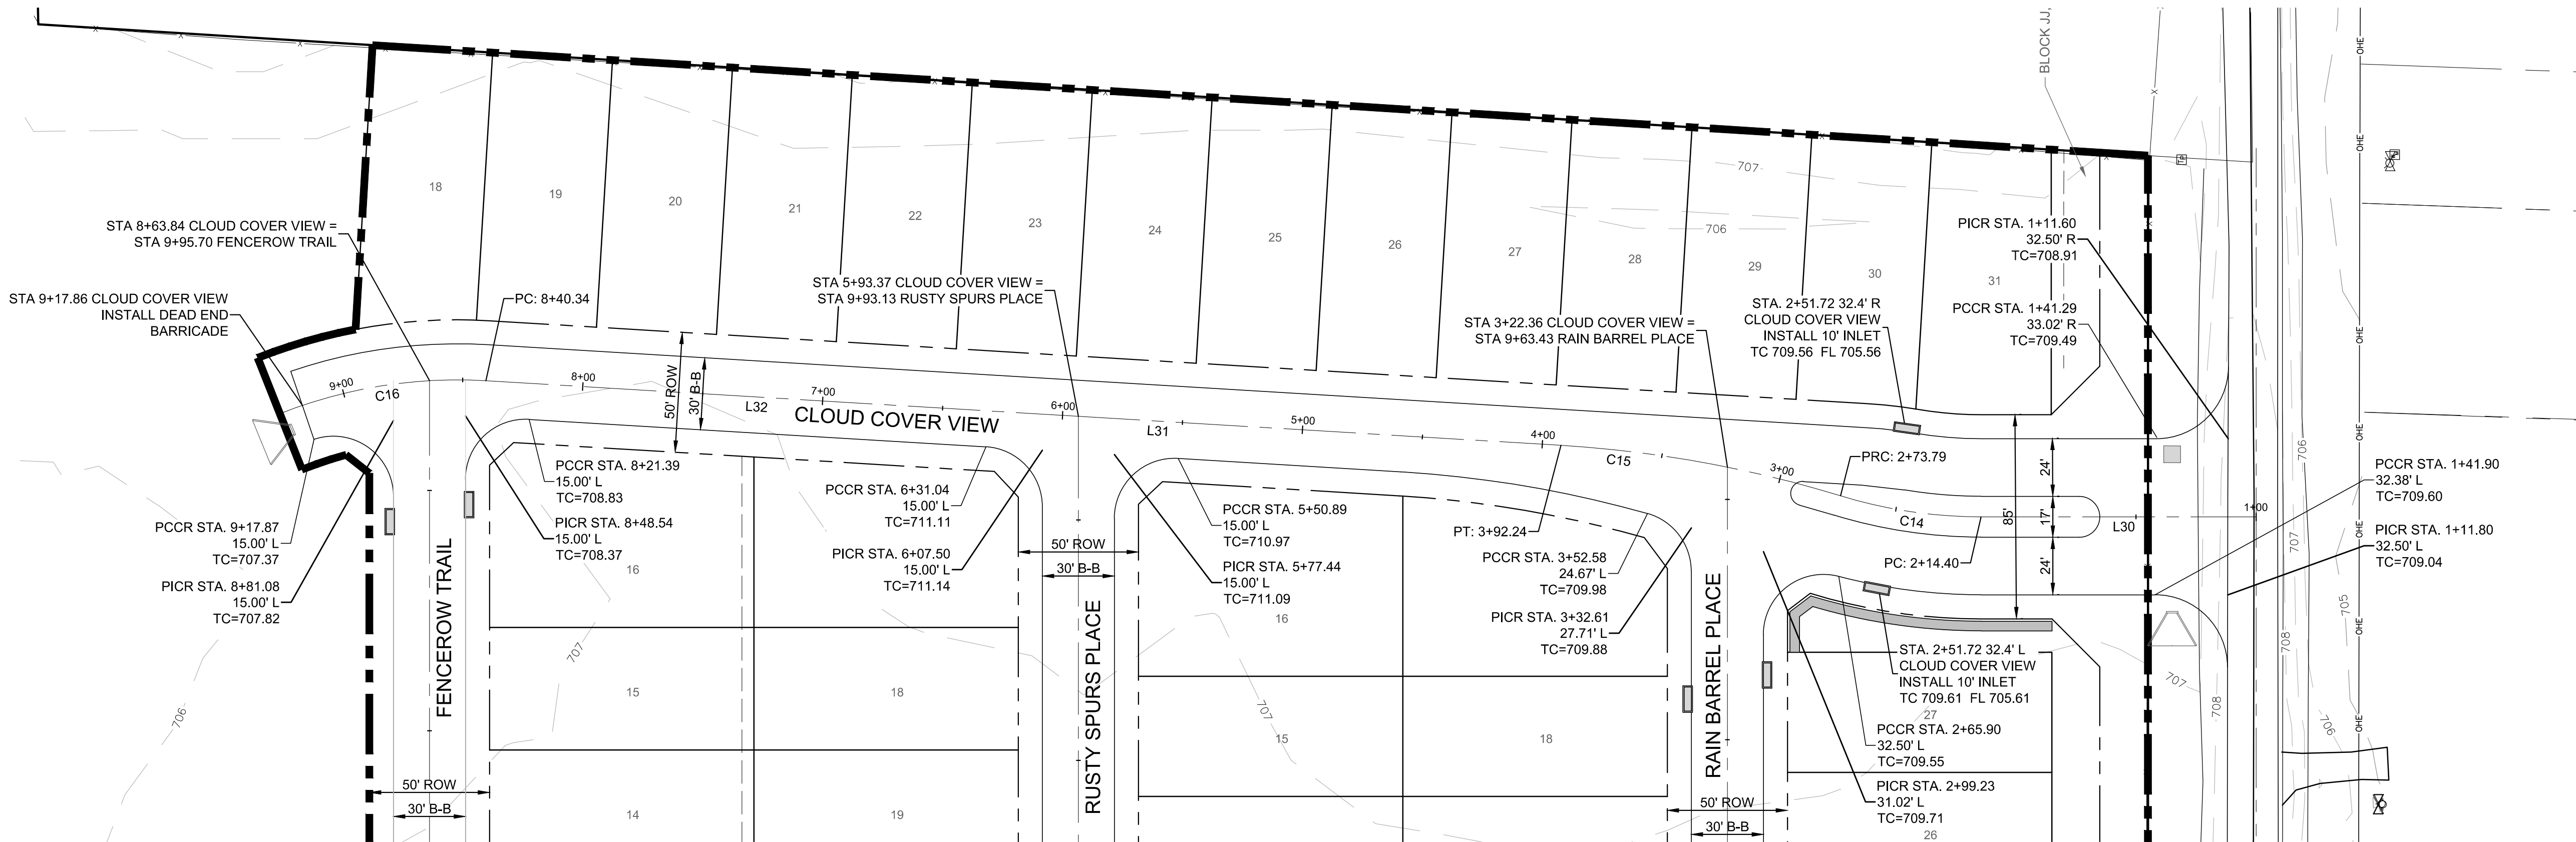 BLOCK JJ,
OHE
OHE
OHE
OHE
OHE
OHE
X
TP
18
19
20
21
22
23
24
25
26
27
28
29
30
31
707
706
STA 8+63.84 CLOUD COVER VIEW =
STA 9+95.70 FENCEROW TRAIL
STA 9+17.86 CLOUD COVER VIEW
INSTALL DEAD END
BARRICADE
PC: 8+40.34
STA 5+93.37 CLOUD COVER VIEW =
STA 9+93.13 RUSTY SPURS PLACE
STA 3+22.36 CLOUD COVER VIEW =
STA 9+63.43 RAIN BARREL PLACE
STA. 2+51.72 32.4' R
CLOUD COVER VIEW
INSTALL 10' INLET
TC 709.56 FL 705.56
PICR STA. 1+11.60
32.50' R
TC=708.91
PCCR STA. 1+41.29
33.02' R
TC=709.49
9+00
C16
8+00
50' ROW
30' B-B
L32
7+00
CLOUD COVER VIEW
6+00
L31
5+00
4+00
C15
3+00
PRC: 2+73.79
C14
24'
17'
24'
85'
L30
1+00
PC: 2+14.40
PT: 3+92.24
PCCR STA. 1+41.90
32.38' L
TC=709.60
PICR STA. 1+11.80
32.50' L
TC=709.04
PCCR STA. 9+17.87
15.00' L
TC=707.37
PICR STA. 8+81.08
15.00' L
TC=707.82
PCCR STA. 8+21.39
15.00' L
TC=708.83
PICR STA. 8+48.54
15.00' L
TC=708.37
PCCR STA. 6+31.04
15.00' L
TC=711.11
PICR STA. 6+07.50
15.00' L
TC=711.14
50' ROW
30' B-B
PCCR STA. 5+50.89
15.00' L
TC=710.97
PICR STA. 5+77.44
15.00' L
TC=711.09
PCCR STA. 3+52.58
24.67' L
TC=709.98
PICR STA. 3+32.61
27.71' L
TC=709.88
STA. 2+51.72 32.4' L
CLOUD COVER VIEW
INSTALL 10' INLET
TC 709.61 FL 705.61
PCCR STA. 2+65.90
32.50' L
TC=709.55
PICR STA. 2+99.23
31.02' L
TC=709.71
FENCEROW TRAIL
RUSTY SPURS PLACE
RAIN BARREL PLACE
50' ROW
30' B-B
50' ROW
30' B-B
16
15
14
18
19
16
15
18
27
26
706
707
707
707
708
707
706
708
705
706